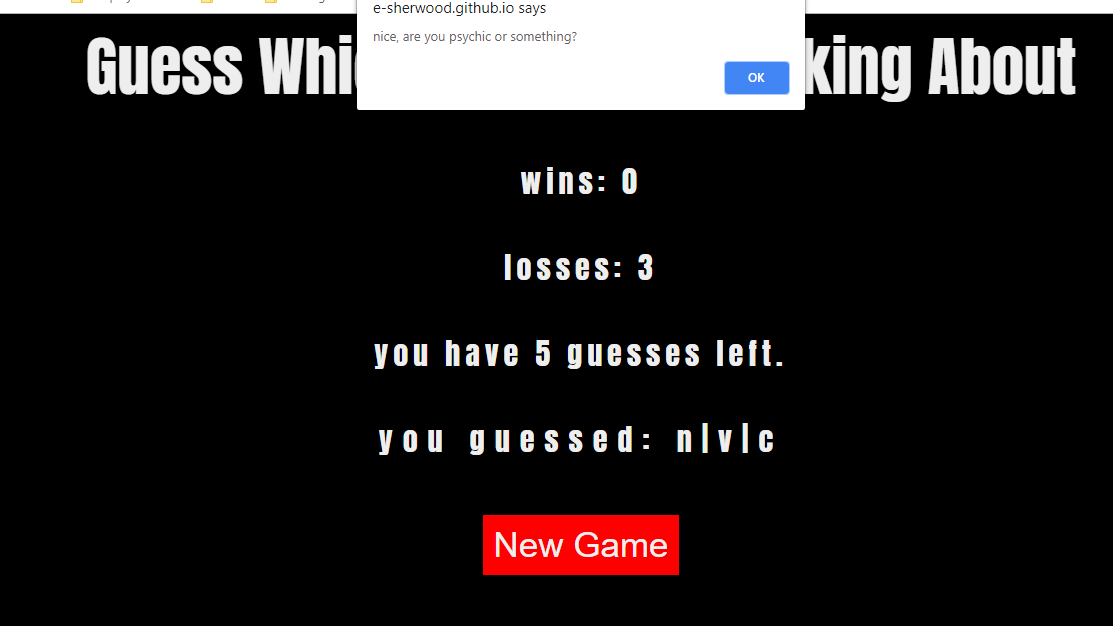 e-sherwood.github.io says
nice, are you psychic or something?
OK
Guess Whi
king About
wins: 0
losses: 3
you have 5 guesses left.
you guessed: n|v|c
New Game